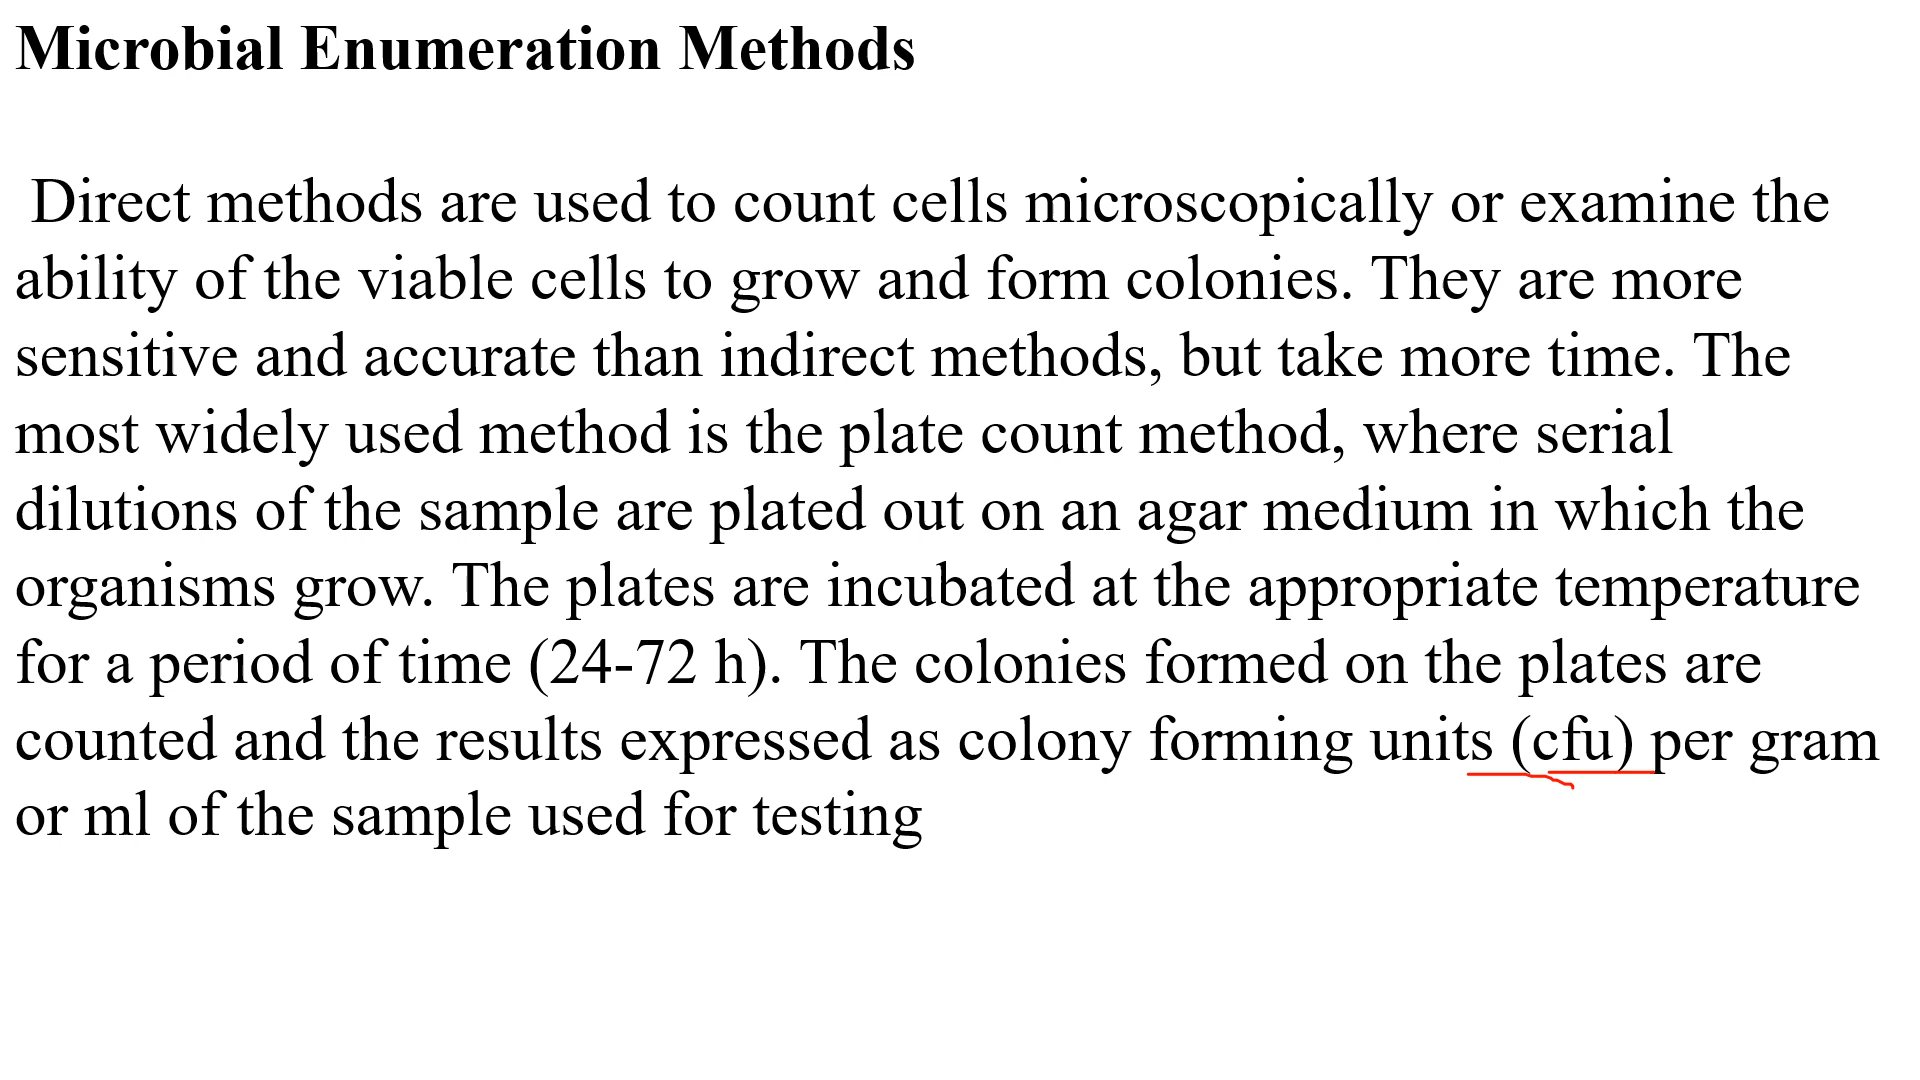 Microbial Enumeration Methods
Direct methods are used to count cells microscopically or examine the
ability of the viable cells to grow and form colonies. They are more
sensitive and accurate than indirect methods, but take more time. The
most widely used method is the plate count method, where serial
dilutions of the sample are plated out on an agar medium in which the
organisms grow. The plates are incubated at the appropriate temperature
for a period of time (24-72 h). The colonies formed on the plates are
counted and the results expressed as colony forming units (cfu) per gram
or ml of the sample used for testing